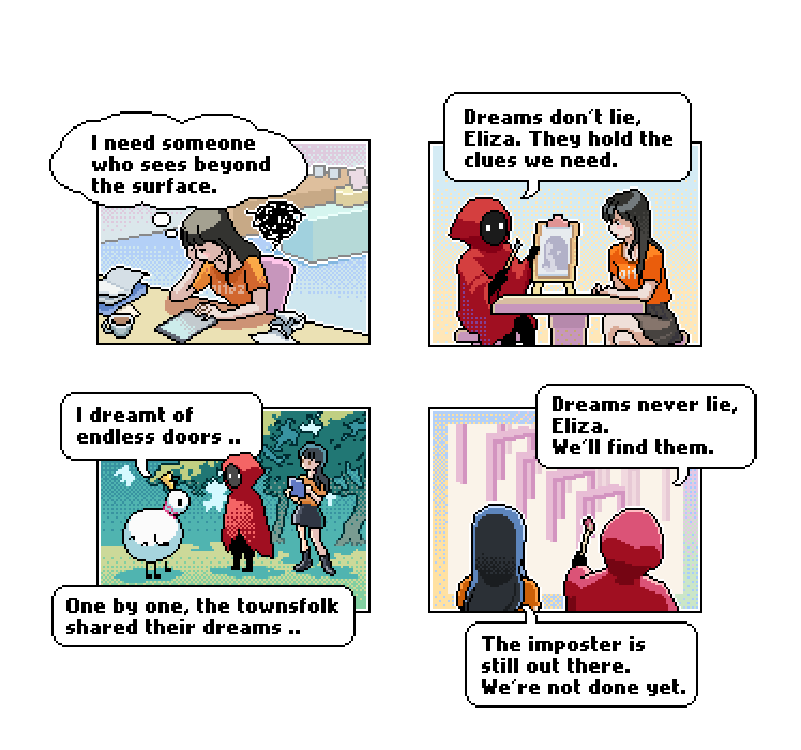 I need someone
who sees beyond
the surface.
Dreams don't lie,
Eliza. They hold the
clues we need.
I dreamt of
endless doors ..
One by one, the townsfolk
shared their dreams ..
Dreams never lie,
Eliza.
We'll find them.
The imposter is
still out there.
We're not done yet.